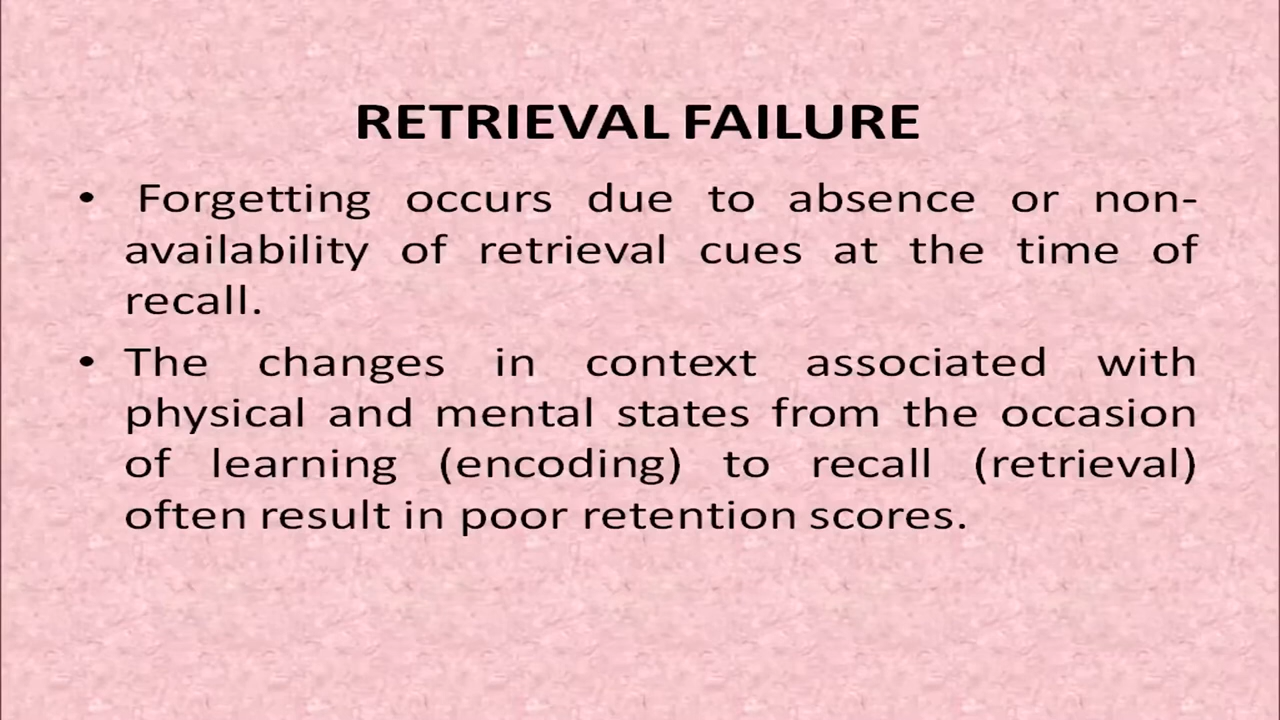 RETRIEVAL FAILURE
• Forgetting occurs due to absence or non-
availability of retrieval cues at the time of
recall.
• The changes in context associated with
physical and mental states from the occasion
of learning (encoding) to recall (retrieval)
often result in poor retention scores.